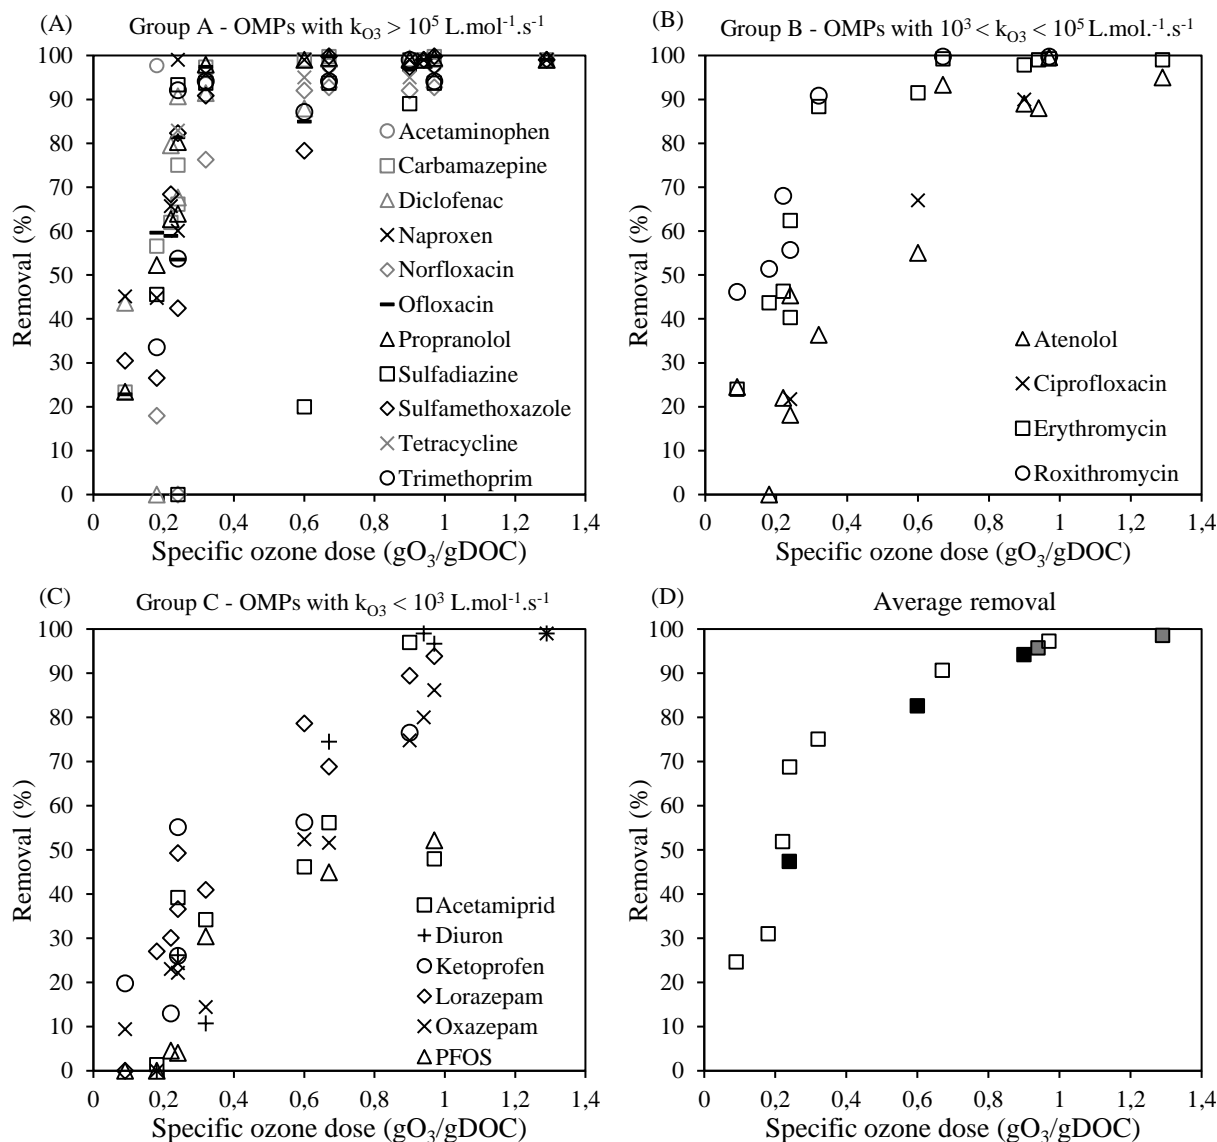 (A)
Group A - OMPs with kO3 > 10⁵ L.mol⁻¹.s⁻¹
Removal (%)
100
90
80
70
60
50
40
30
20
10
0
Acetaminophen
Carbamazepine
Diclofenac
Naproxen
Norfloxacin
Ofloxacin
Propranolol
Sulfadiazine
Sulfamethoxazole
Tetracycline
Trimethoprim
0 0,2 0,4 0,6 0,8 1 1,2 1,4
Specific ozone dose (gO₃/gDOC)
(B)
Group B - OMPs with 10³ < kO3 < 10⁵ L.mol.⁻¹.s⁻¹
Removal (%)
100
90
80
70
60
50
40
30
20
10
0
Atenolol
Ciprofloxacin
Erythromycin
Roxithromycin
0 0,2 0,4 0,6 0,8 1 1,2 1,4
Specific ozone dose (gO₃/gDOC)
(C)
Group C - OMPs with kO3 < 10³ L.mol⁻¹.s⁻¹
Removal (%)
100
90
80
70
60
50
40
30
20
10
0
Acetamiprid
Diuron
Ketoprofen
Lorazepam
Oxazepam
PFOS
0 0,2 0,4 0,6 0,8 1 1,2 1,4
Specific ozone dose (gO₃/gDOC)
(D)
Average removal
Removal (%)
100
90
80
70
60
50
40
30
20
10
0
0 0,2 0,4 0,6 0,8 1 1,2 1,4
Specific ozone dose (gO₃/gDOC)